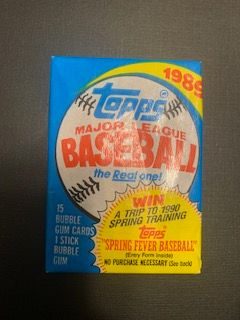 1989
Topps
MAJOR LEAGUE
BASEBALL
the Real one!
15
BUBBLE
GUM CARDS
1 STICK
BUBBLE
GUM
WIN
A TRIP TO 1990
SPRING TRAINING
Topps
"SPRING FEVER BASEBALL"
(Entry Form inside)
NO PURCHASE NECESSARY (See back)